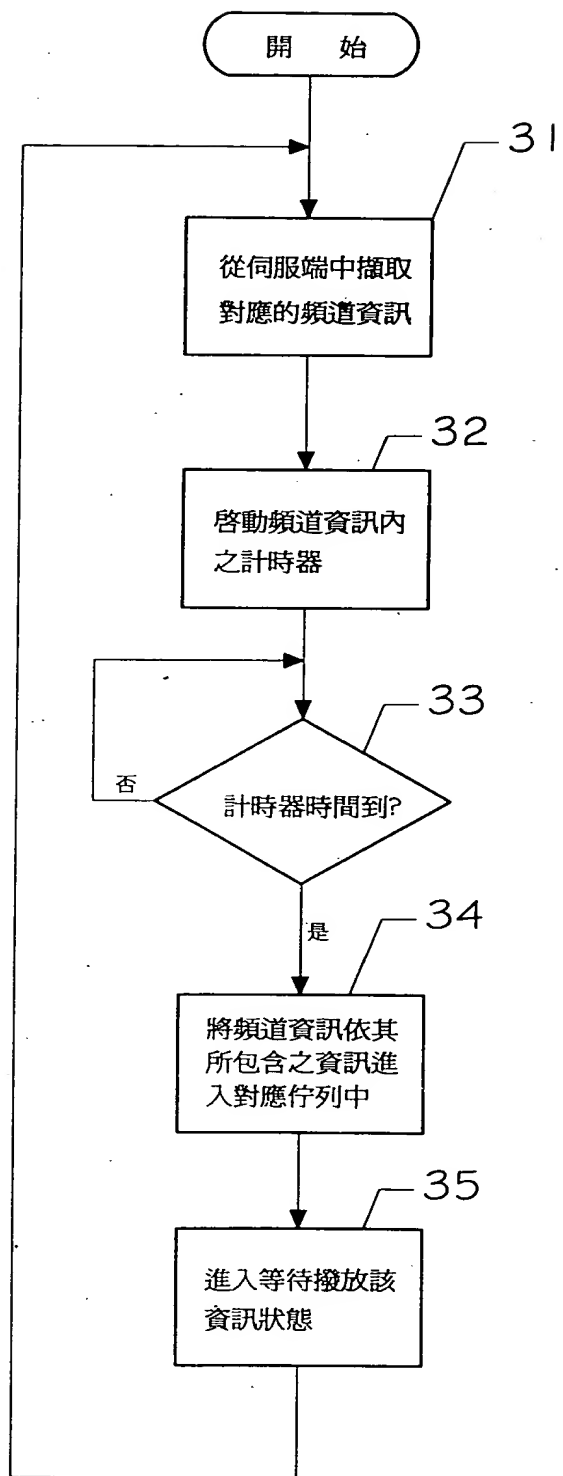 開 始
31
從伺服端中擷取
對應的頻道資訊
32
啓動頻道資訊內
之計時器
33
否
計時器時間到?
是
34
將頻道資訊依其
所包含之資訊進
入對應佇列中
35
進入等待撥放該
資訊狀態